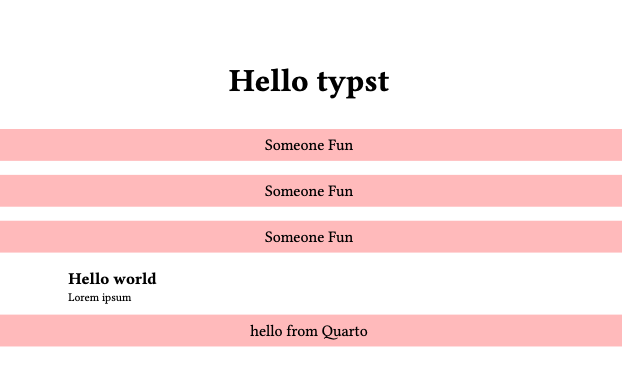 Hello typst
Someone Fun
Someone Fun
Someone Fun
Hello world
Lorem ipsum
hello from Quarto